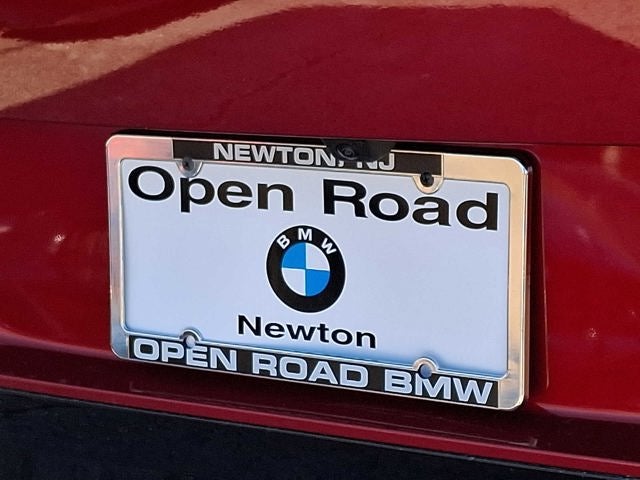 NEWTON, NJ
Open Road
BMW
Newton
OPEN ROAD BMW